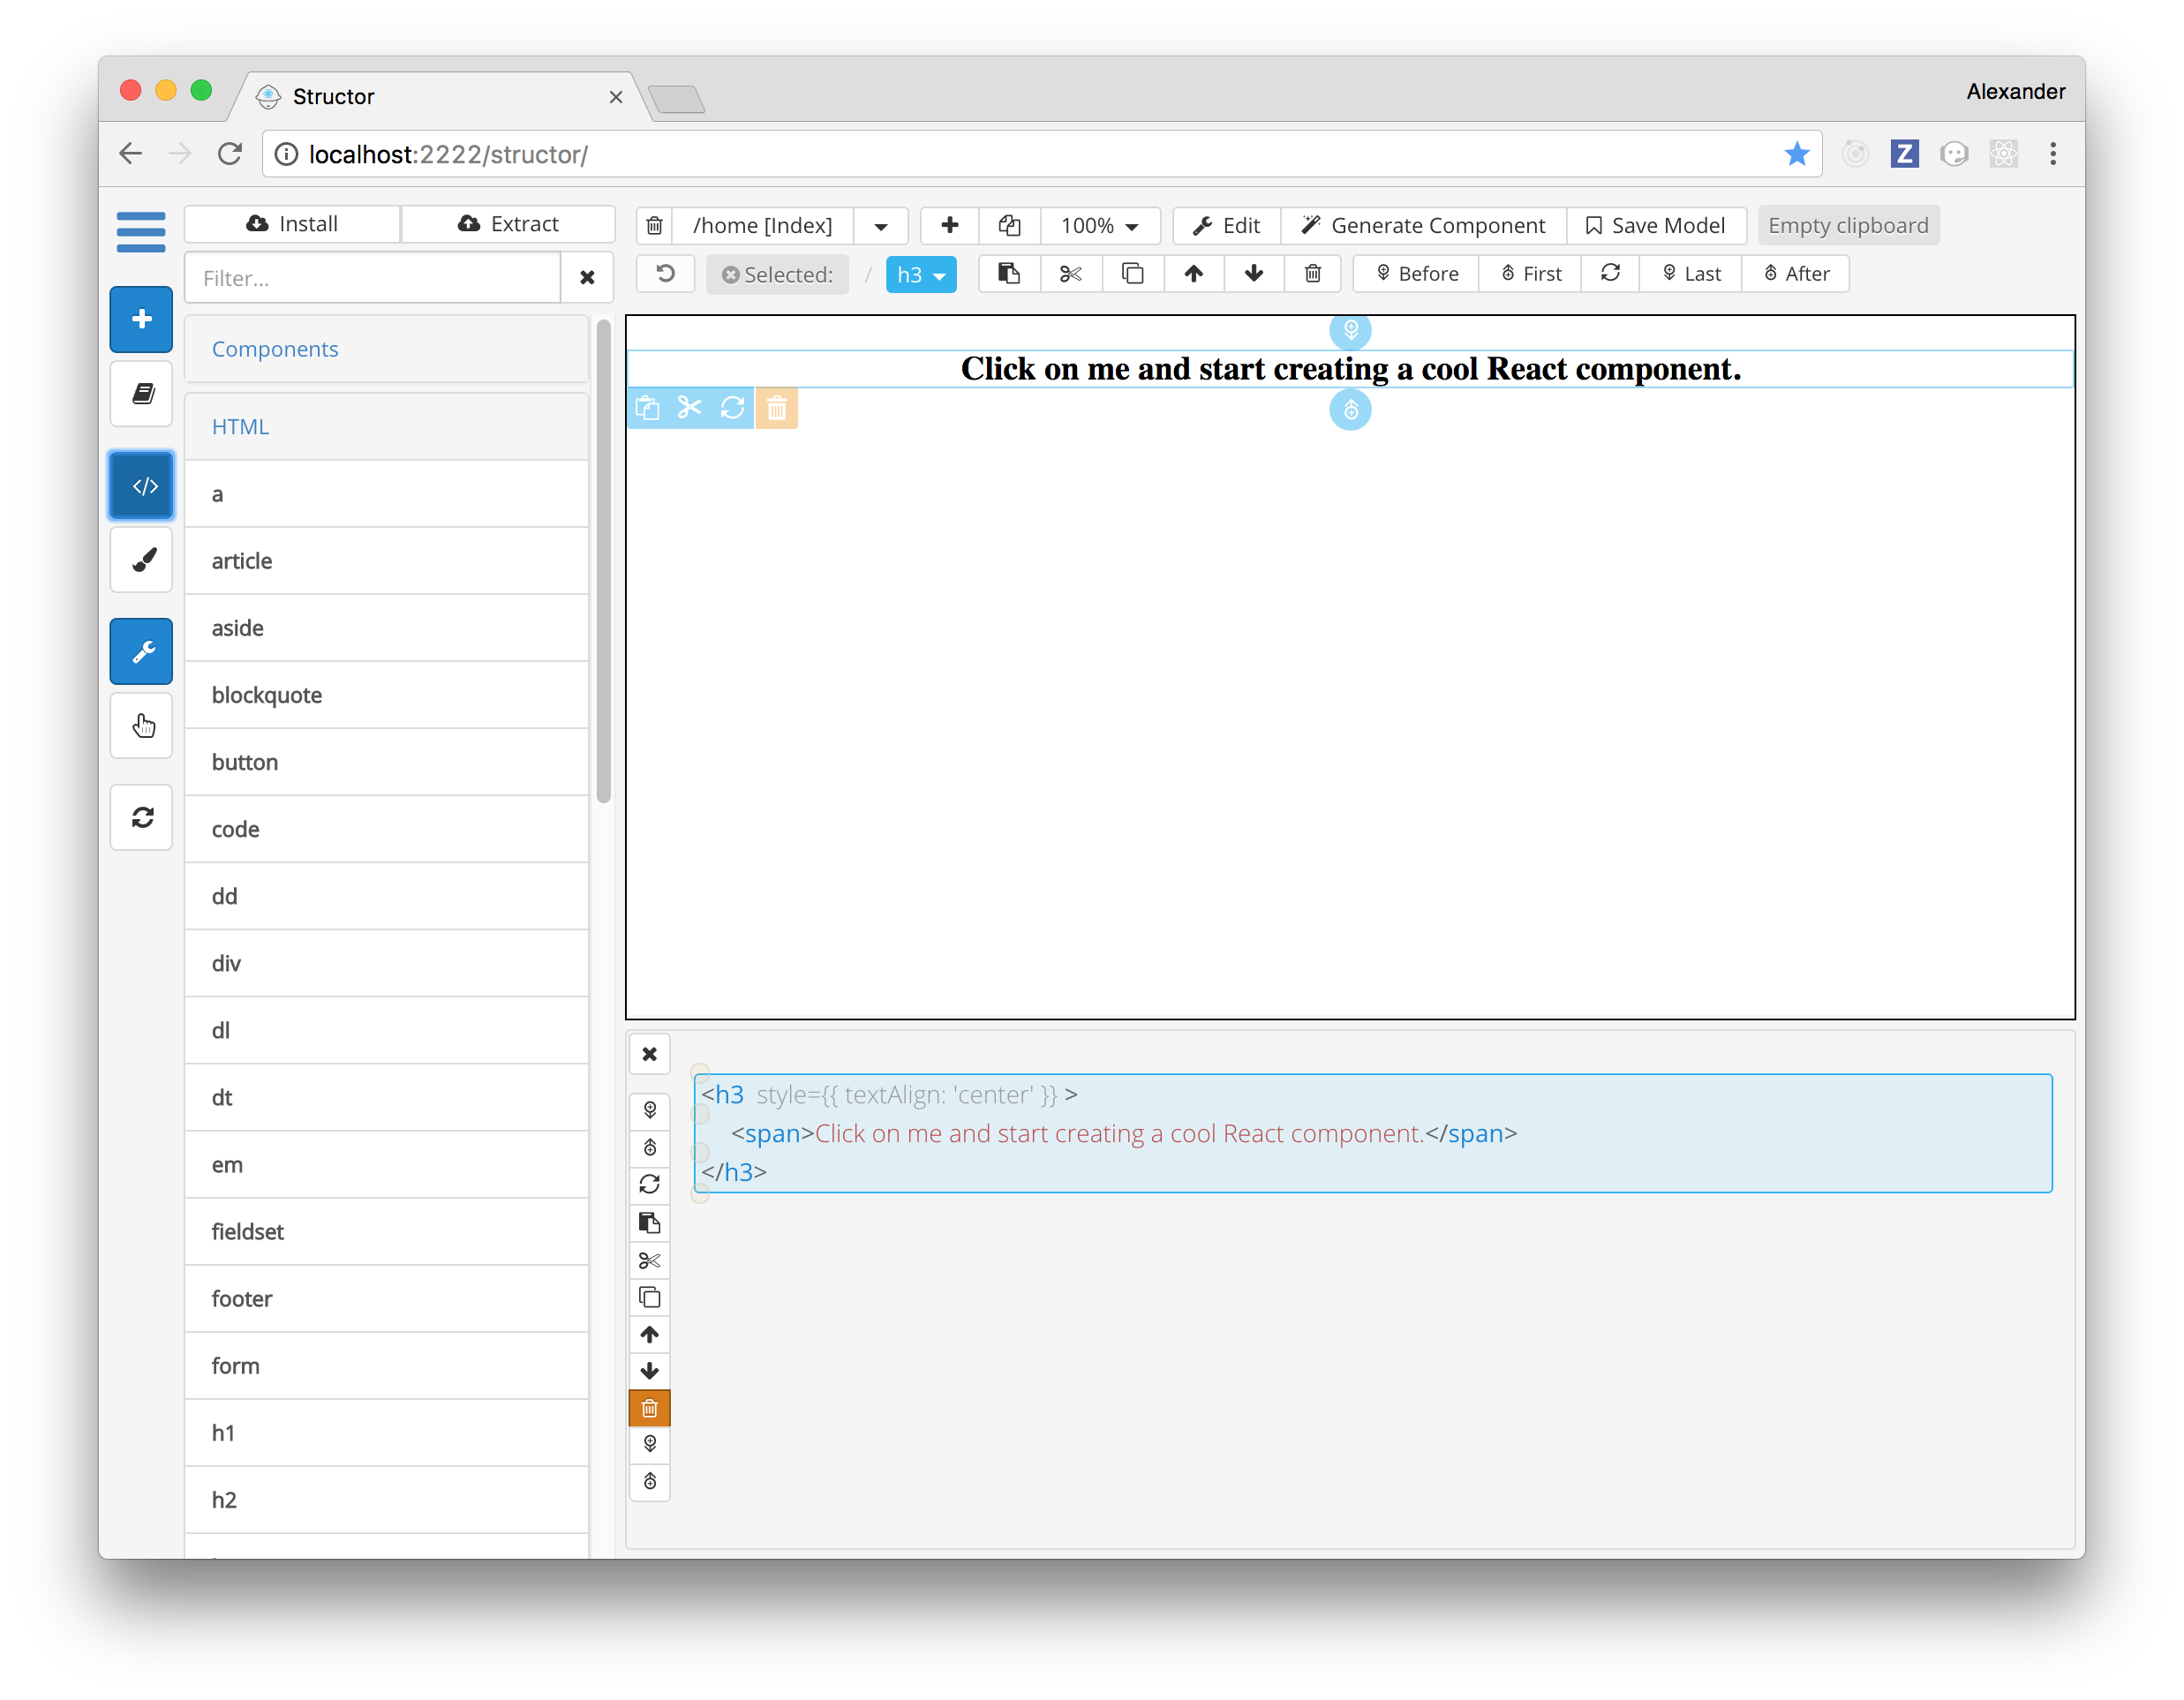 Structor
Alexander
localhost:2222/structor/
Install
Extract
/home [Index]
100%
Edit
Generate Component
Save Model
Empty clipboard
Filter...
Selected: / h3
Before
First
Last
After
Components
HTML
a
article
aside
blockquote
button
code
dd
div
dl
dt
em
fieldset
footer
form
h1
h2
Click on me and start creating a cool React component.
<h3 style={{ textAlign: 'center' }} >
<span>Click on me and start creating a cool React component.</span>
</h3>
Z